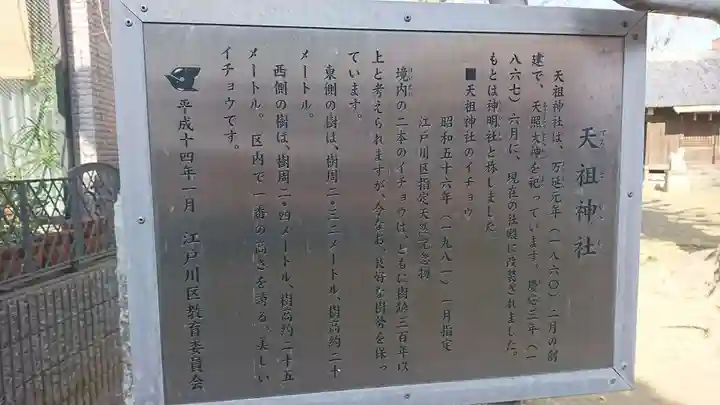 天祖神社
天祖神社は、万延元年（一八六〇）二月の創
建で、天照大神を祀っています。慶応三年（一
八六七）六月に、現在の社殿に改築されました。
もとは神明社と称しました。
■天祖神社のイチョウ
昭和五十六年（一九八一）一月指定
江戸川区指定天然記念物
境内の二本のイチョウは、ともに樹齢三百年以
上と考えられますが、今なお、良好な樹勢を保っ
ています。
東側の樹は、樹周二・三二メートル、樹高約二十
メートル。
西側の樹は、樹周二・四メートル、樹高約二十五
メートル。区内で一番の高さを誇る、美しい
イチョウです。
平成十四年一月　江戸川区教育委員会